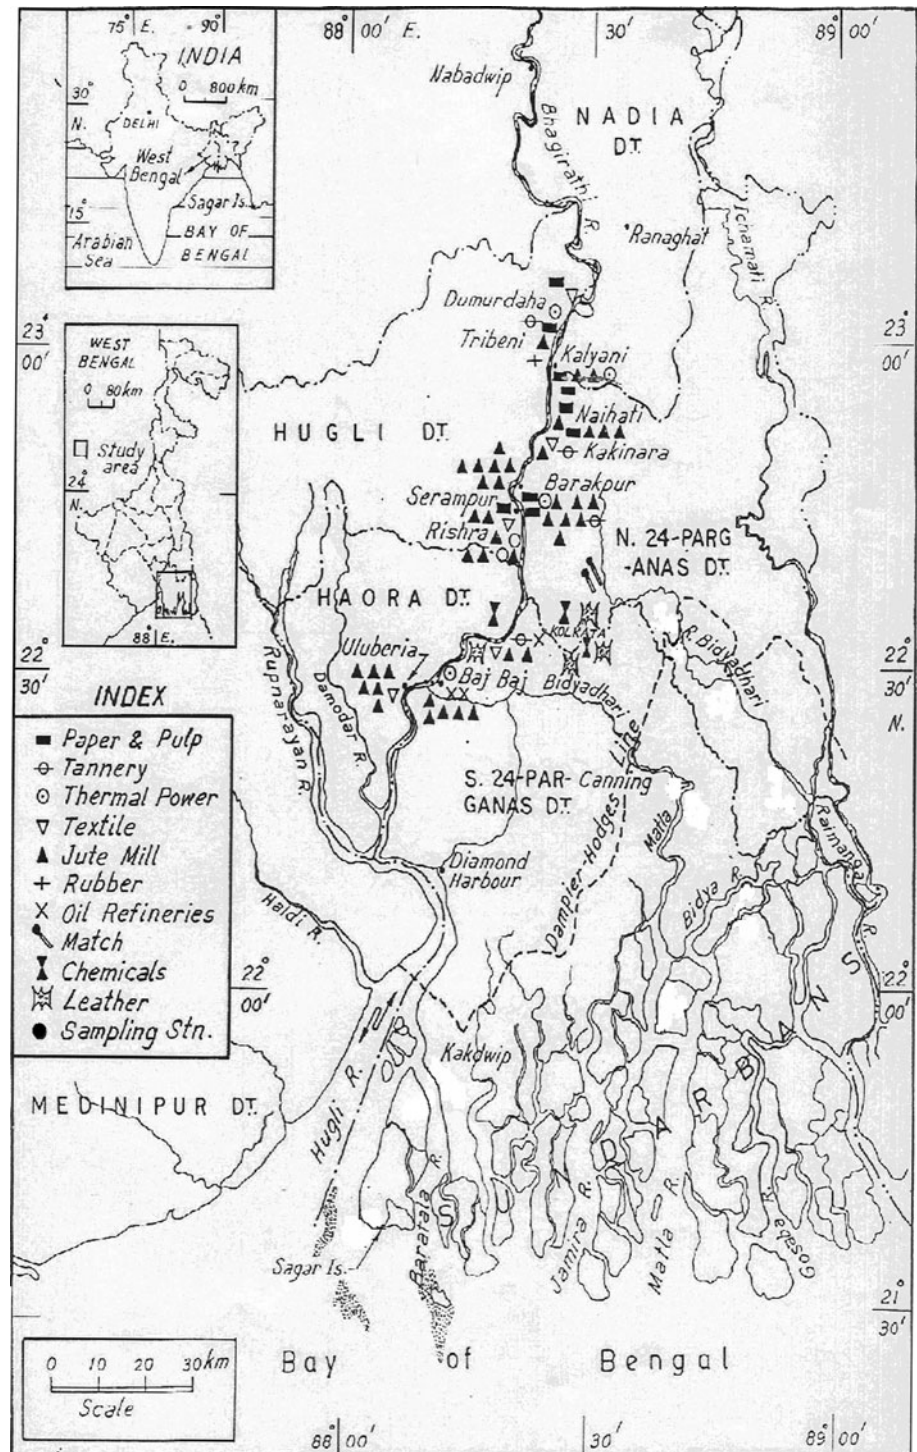 75° E.
90°
INDIA
0 800 km
30°
N.
DELHI
West
Bengal
Sagar Is.
15°
BAY OF
BENGAL
Arabian
Sea
88° 00' E.
30'
89° 00'
Nabadwip
Bhagirathi R.
NADIA
DT.
Ranaghat
Ichamati R.
23° 00'
23° 00'
WEST
BENGAL
0 80 km
Study
area
24°
N.
88° E.
Dumurdaha
Tribeni
Kalyani
Naihati
Kakinara
HUGLI DT.
Barakpur
Serampur
Rishra
N. 24-PARG
-ANAS DT.
HAORA DT.
KOLKATA
Uluberia
Baj Baj
Bidyadhari
R. Bidyadhari
22° 30'
22° 30'
N.
Rupnarayan R.
Damodar R.
S. 24-PAR-
GANAS DT.
Canning
Dampier-Hodges Line
Matla
Raimangal R.
Bidya R.
Diamond
Harbour
Haldi R.
INDEX
Paper & Pulp
Tannery
Thermal Power
Textile
Jute Mill
Rubber
Oil Refineries
Match
Chemicals
Leather
Sampling Stn.
22° 00'
22° 00'
Kakdwip
MEDINIPUR DT.
Hugli R.
SUNDARBANS
Baratala R.
Jamira R.
Matla R.
Gosaba R.
Sagar Is.
21° 30'
0 10 20 30 km
Scale
Bay of Bengal
88° 00'
30'
89° 00'